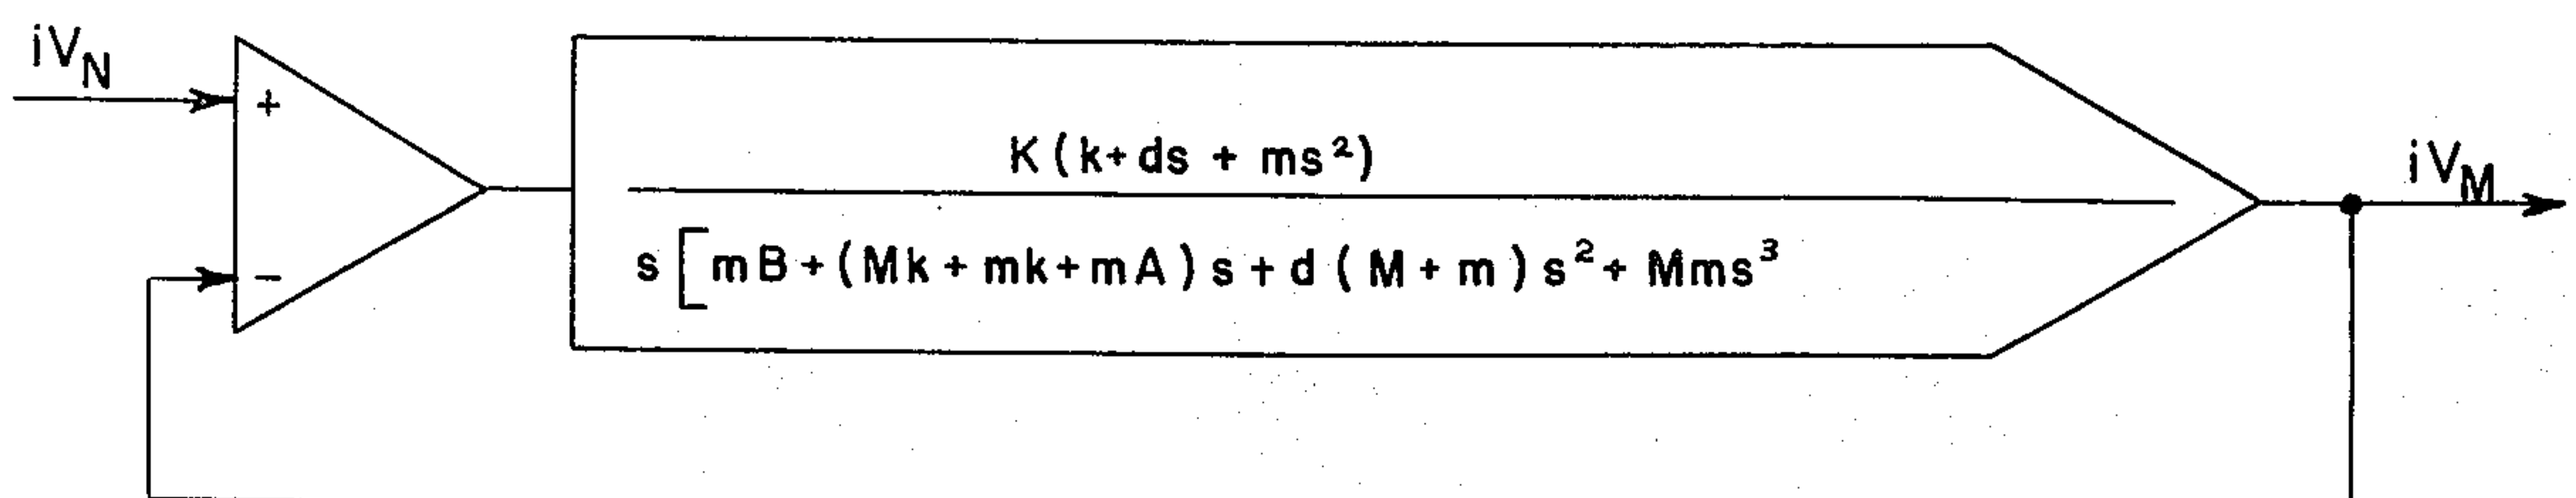 iV_N
+
K(k+ds + ms²)
iV_M
s[mB+(Mk+mk+mA)s+d(M+m)s²+Mms³
−